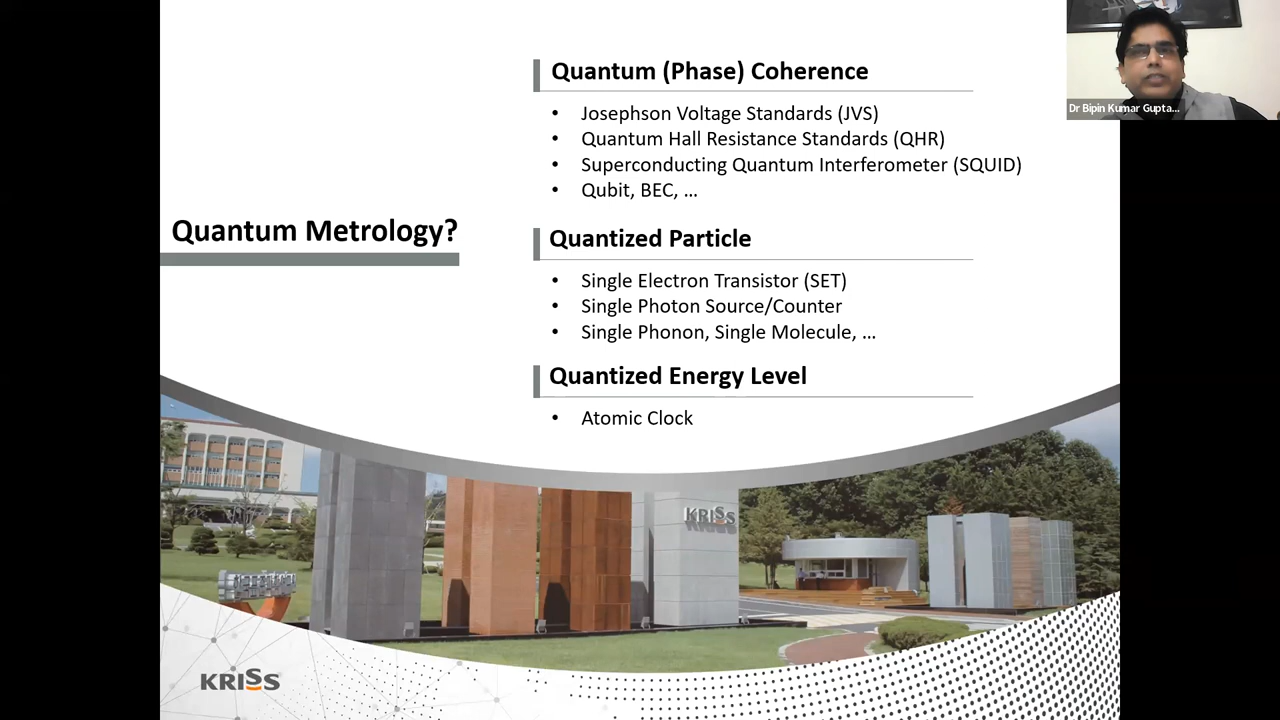 Quantum (Phase) Coherence
• Josephson Voltage Standards (JVS)
• Quantum Hall Resistance Standards (QHR)
• Superconducting Quantum Interferometer (SQUID)
• Qubit, BEC, ...
Quantum Metrology?
Quantized Particle
• Single Electron Transistor (SET)
• Single Photon Source/Counter
• Single Phonon, Single Molecule, ...
Quantized Energy Level
• Atomic Clock
KRISS
KRISS
Dr Bipin Kumar Gupta...